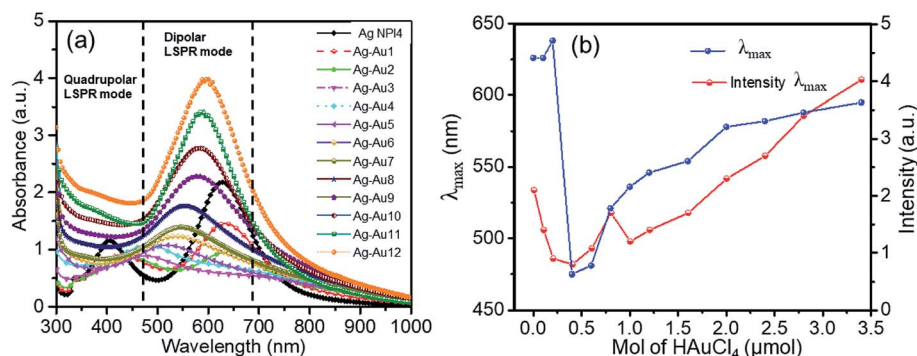 (a)
Quadrupolar
LSPR mode
Dipolar
LSPR mode
Ag NPl4
Ag-Au1
Ag-Au2
Ag-Au3
Ag-Au4
Ag-Au5
Ag-Au6
Ag-Au7
Ag-Au8
Ag-Au9
Ag-Au10
Ag-Au11
Ag-Au12
Absorbance (a.u.)
5
4
3
2
1
0
300 400 500 600 700 800 900 1000
Wavelength (nm)
(b)
λmax
Intensity λmax
λmax (nm)
650
600
550
500
450
0.0 0.5 1.0 1.5 2.0 2.5 3.0 3.5
Mol of HAuCl4 (μmol)
5
4
3
2
1
0
Intensity (a.u.)